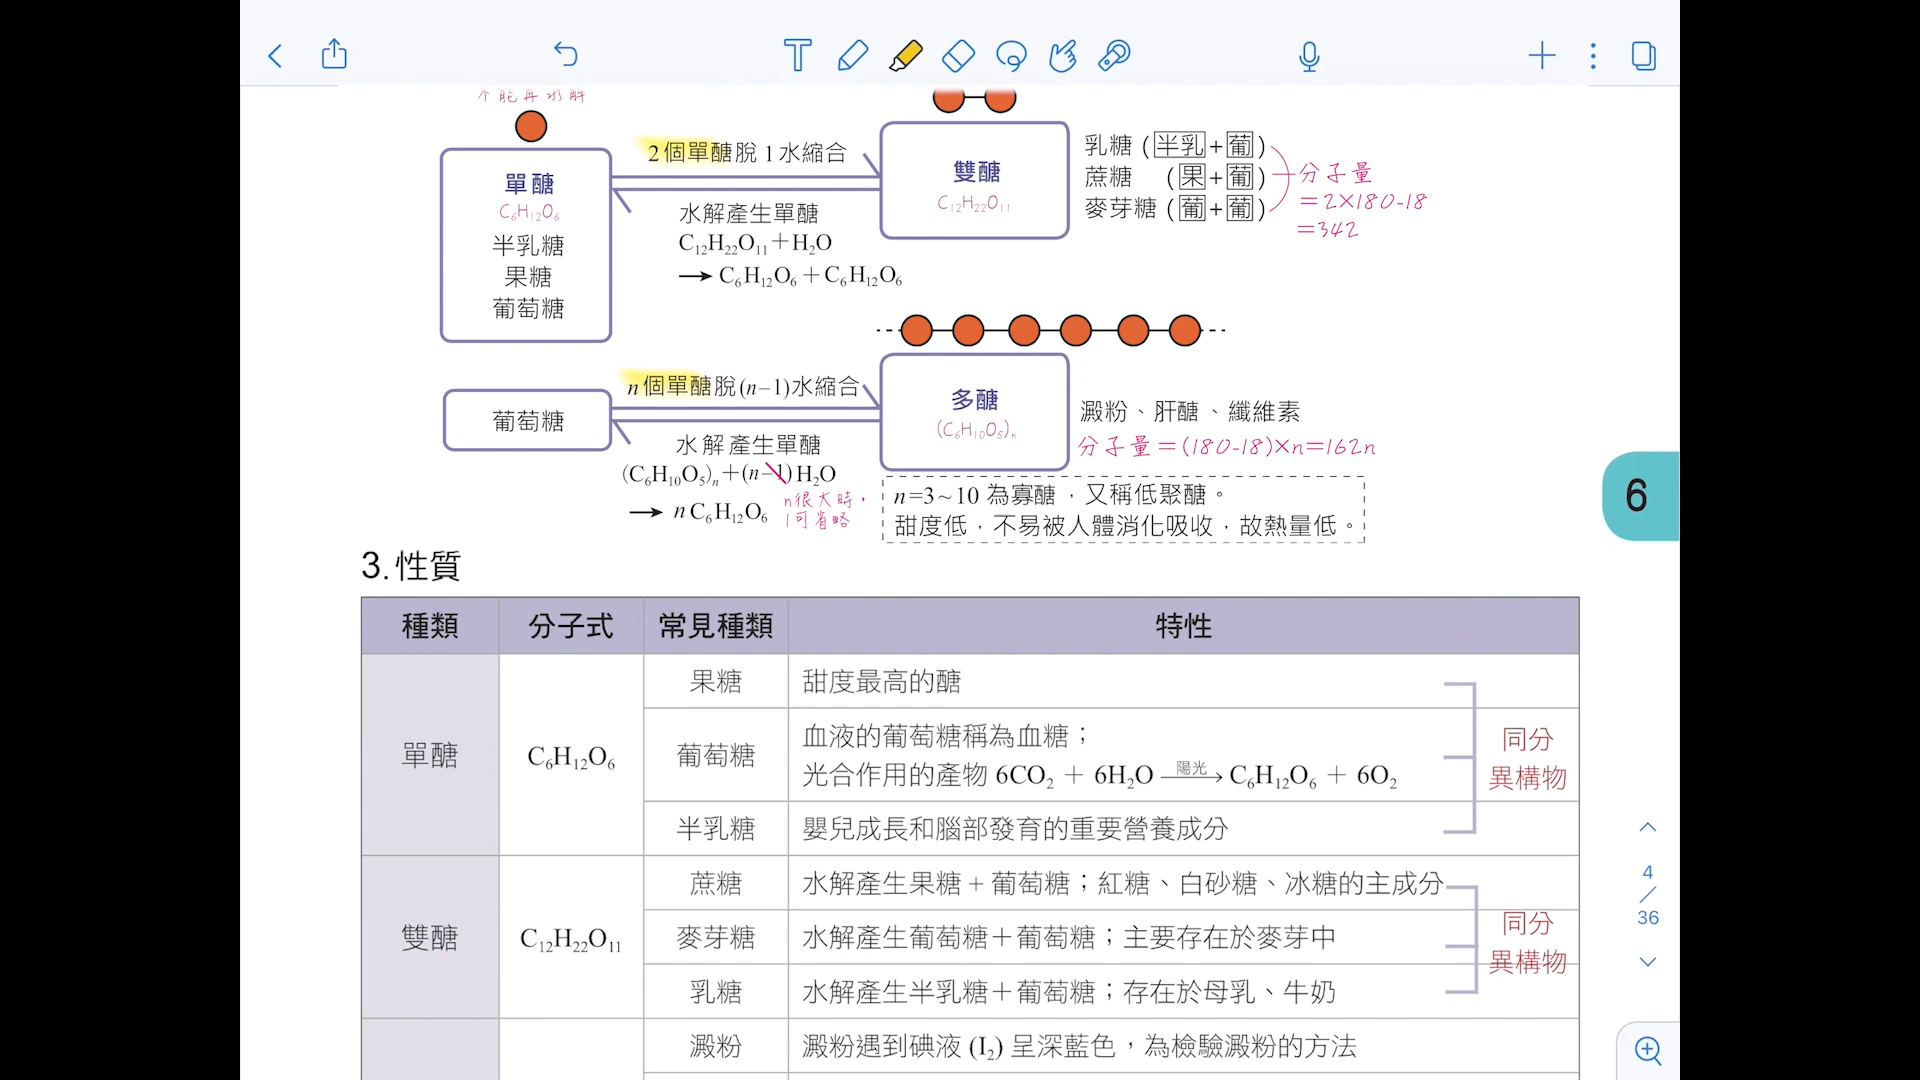 不能再水解
2個單醣脫1水縮合
單醣
C₆H₁₂O₆
半乳糖
果糖
葡萄糖
水解產生單醣
C₁₂H₂₂O₁₁+H₂O
→ C₆H₁₂O₆+C₆H₁₂O₆
雙醣
C₁₂H₂₂O₁₁
乳糖 (半乳+葡)
蔗糖 (果+葡)
麥芽糖 (葡+葡)
分子量
=2×180-18
=342
n個單醣脫(n–1)水縮合
葡萄糖
水解產生單醣
(C₆H₁₀O₅)ₙ+(n–1)H₂O
→ n C₆H₁₂O₆
n很大時,
1可省略
多醣
(C₆H₁₀O₅)ₙ
澱粉、肝醣、纖維素
分子量=(180-18)×n=162n
n=3~10 為寡醣,又稱低聚醣。
甜度低,不易被人體消化吸收,故熱量低。
6
3.性質
種類 分子式 常見種類 特性
單醣 C₆H₁₂O₆
果糖 甜度最高的醣
葡萄糖 血液的葡萄糖稱為血糖;
光合作用的產物 6CO₂ + 6H₂O —陽光→ C₆H₁₂O₆ + 6O₂
半乳糖 嬰兒成長和腦部發育的重要營養成分
同分
異構物
雙醣 C₁₂H₂₂O₁₁
蔗糖 水解產生果糖+葡萄糖;紅糖、白砂糖、冰糖的主成分
麥芽糖 水解產生葡萄糖+葡萄糖;主要存在於麥芽中
乳糖 水解產生半乳糖+葡萄糖;存在於母乳、牛奶
同分
異構物
澱粉 澱粉遇到碘液 (I₂) 呈深藍色,為檢驗澱粉的方法
4
/
36